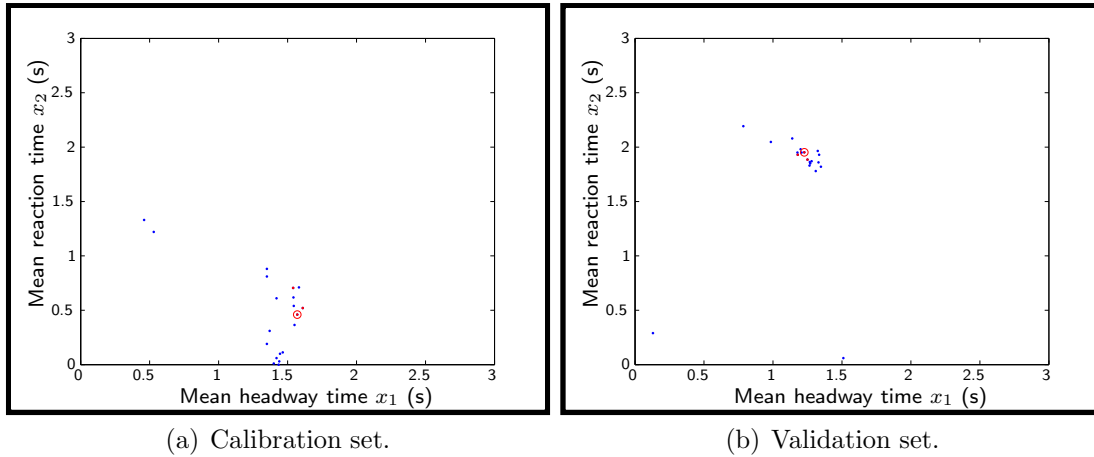 3
2.5
2
1.5
1
0.5
0
Mean reaction time x₂ (s)
0 0.5 1 1.5 2 2.5 3
Mean headway time x₁ (s)
(a) Calibration set.
3
2.5
2
1.5
1
0.5
0
Mean reaction time x₂ (s)
0 0.5 1 1.5 2 2.5 3
Mean headway time x₁ (s)
(b) Validation set.